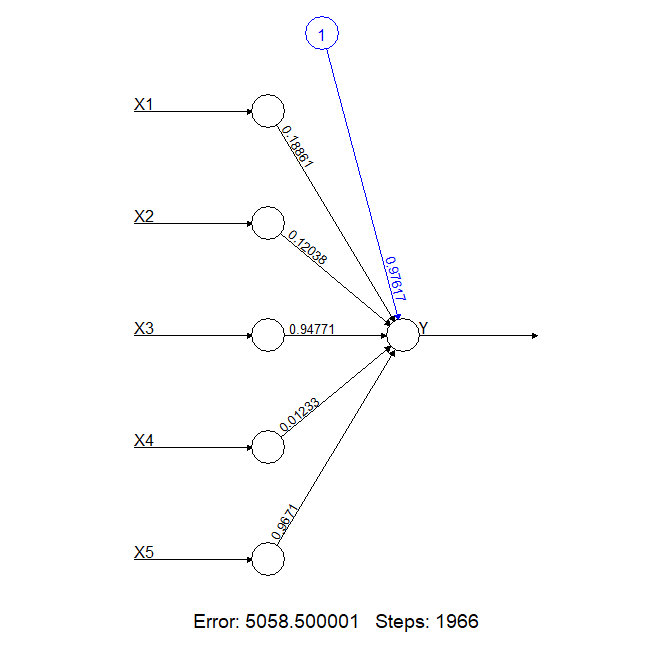 1
X1
0.18861
X2
0.12038
0.97617
X3
0.94771
Y
X4
0.01233
X5
0.9671
Error: 5058.500001   Steps: 1966